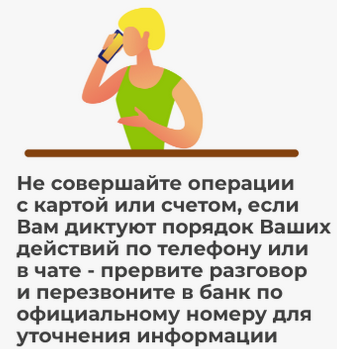 Не совершайте операции
с картой или счетом, если
Вам диктуют порядок Ваших
действий по телефону или
в чате - прервите разговор
и перезвоните в банк по
официальному номеру для
уточнения информации